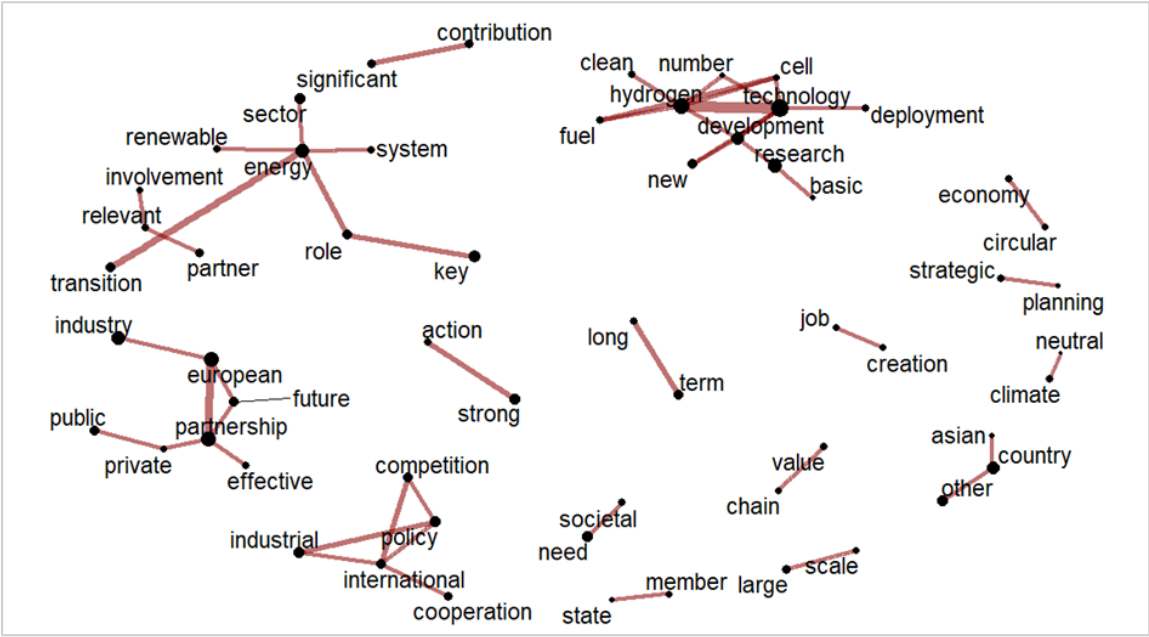 contribution
significant
sector
renewable
system
energy
involvement
relevant
role
partner
key
transition
clean
number
cell
hydrogen
technology
fuel
development
deployment
research
new
basic
economy
circular
strategic
planning
industry
european
future
public
partnership
private
effective
action
strong
long
term
job
creation
neutral
climate
asian
country
other
competition
industrial
policy
international
cooperation
value
chain
societal
need
member
state
large
scale